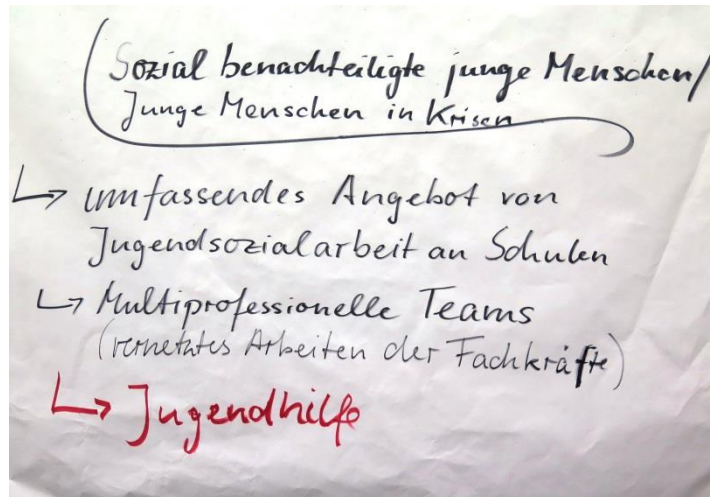 Sozial benachteiligte junge Menschen/
Junge Menschen in Krisen
↳ umfassendes Angebot von
Jugendsozialarbeit an Schulen
↳ Multiprofessionelle Teams
(vernetztes Arbeiten der Fachkräfte)
↳ Jugendhilfe